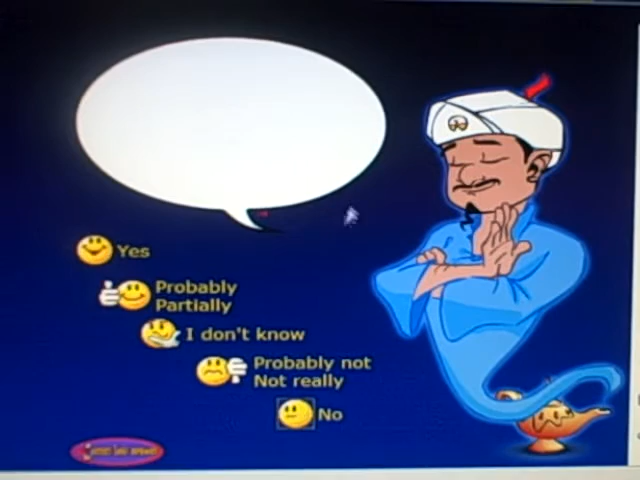 Yes
Probably
Partially
I don't know
Probably not
Not really
No